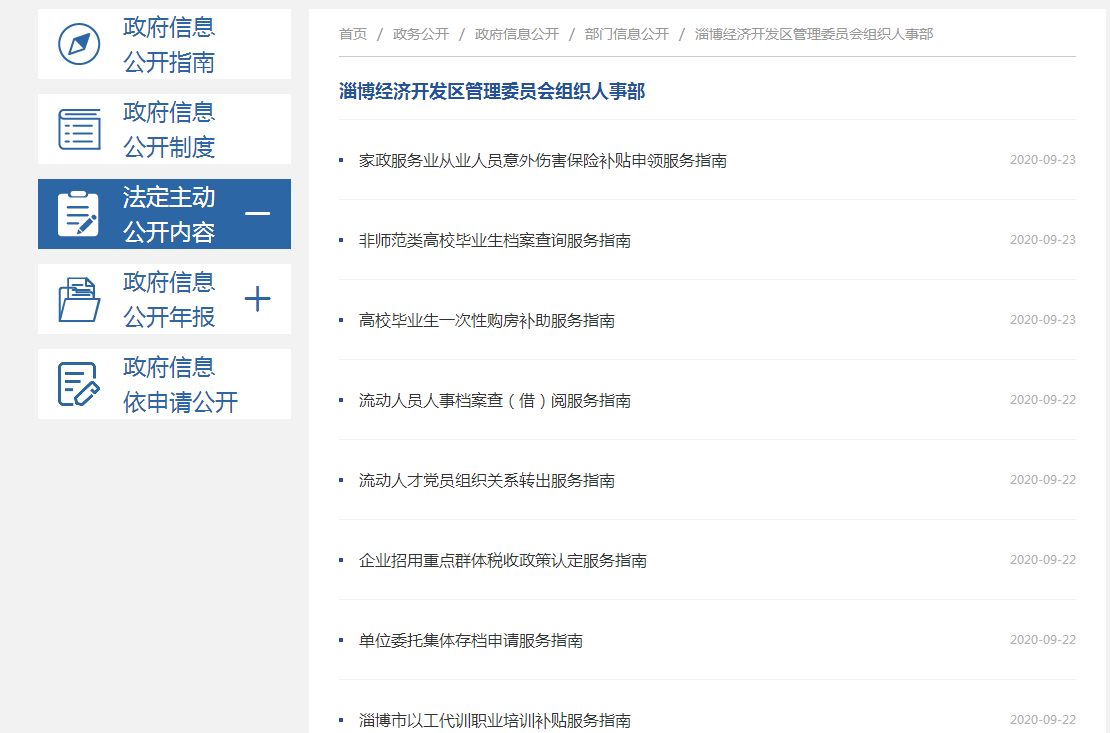 政府信息
公开指南
政府信息
公开制度
法定主动
公开内容
政府信息
公开年报
政府信息
依申请公开
首页 / 政务公开 / 政府信息公开 / 部门信息公开 / 淄博经济开发区管理委员会组织人事部
淄博经济开发区管理委员会组织人事部
家政服务业从业人员意外伤害保险补贴申领服务指南 2020-09-23
非师范类高校毕业生档案查询服务指南 2020-09-23
高校毕业生一次性购房补助服务指南 2020-09-23
流动人员人事档案查（借）阅服务指南 2020-09-22
流动人才党员组织关系转出服务指南 2020-09-22
企业招用重点群体税收政策认定服务指南 2020-09-22
单位委托集体存档申请服务指南 2020-09-22
淄博市以工代训职业培训补贴服务指南 2020-09-22